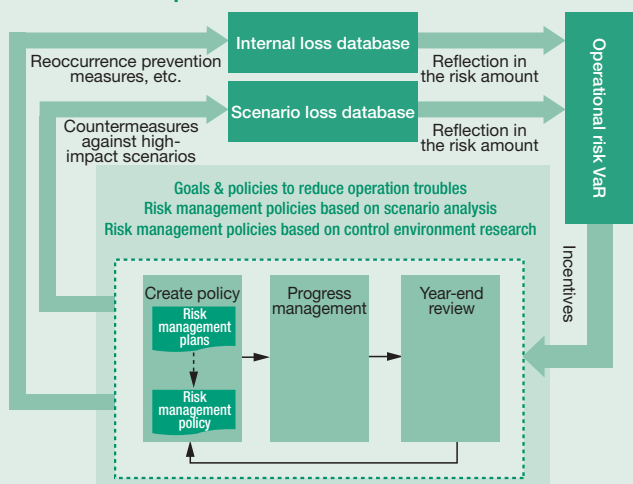 Internal loss database
Reoccurrence prevention
measures, etc.
Reflection in
the risk amount
Scenario loss database
Countermeasures
against high-
impact scenarios
Reflection in
the risk amount
Operational risk VaR
Goals & policies to reduce operation troubles
Risk management policies based on scenario analysis
Risk management policies based on control environment research
Incentives
Create policy
Risk
management
plans
Risk
management
policy
Progress
management
Year-end
review